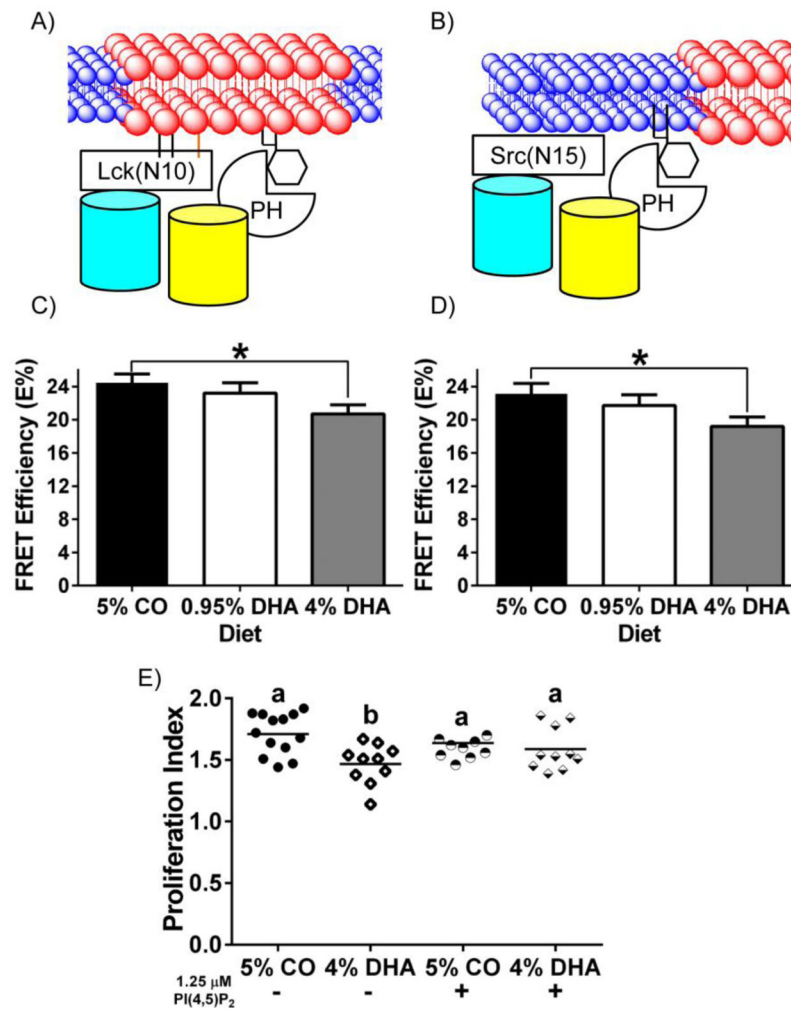 A)
B)
Lck(N10)
PH
Src(N15)
PH
C)
D)
FRET Efficiency (E%)
24
20
16
12
8
4
0
*
5% CO 0.95% DHA 4% DHA
Diet
FRET Efficiency (E%)
24
20
16
12
8
4
0
*
5% CO 0.95% DHA 4% DHA
Diet
E)
Proliferation Index
2.0
1.5
1.0
0.5
0.0
a
b
a
a
5% CO 4% DHA 5% CO 4% DHA
1.25 μM
PI(4,5)P₂
- - + +